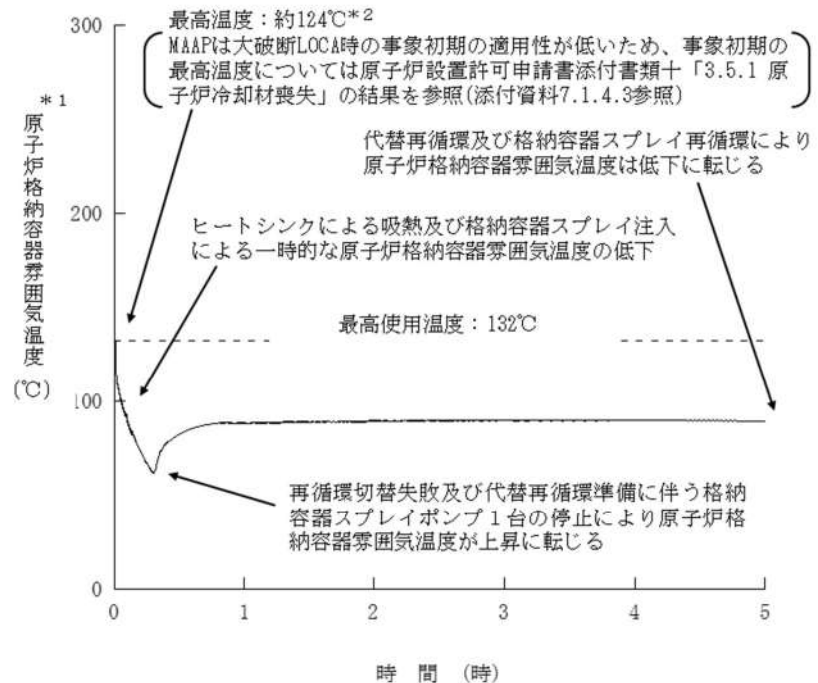 最高温度：約124℃*2
MAAPは大破断LOCA時の事象初期の適用性が低いため、事象初期の
最高温度については原子炉設置許可申請書添付書類十「3.5.1 原
子炉冷却材喪失」の結果を参照(添付資料7.1.4.3参照)
代替再循環及び格納容器スプレイ再循環により
原子炉格納容器雰囲気温度は低下に転じる
ヒートシンクによる吸熱及び格納容器スプレイ注入
による一時的な原子炉格納容器雰囲気温度の低下
最高使用温度：132℃
再循環切替失敗及び代替再循環準備に伴う格納
容器スプレイポンプ１台の停止により原子炉格
納容器雰囲気温度が上昇に転じる
*1
原子炉格納容器雰囲気温度
(℃)
300
200
100
0
0 1 2 3 4 5
時 間 (時)